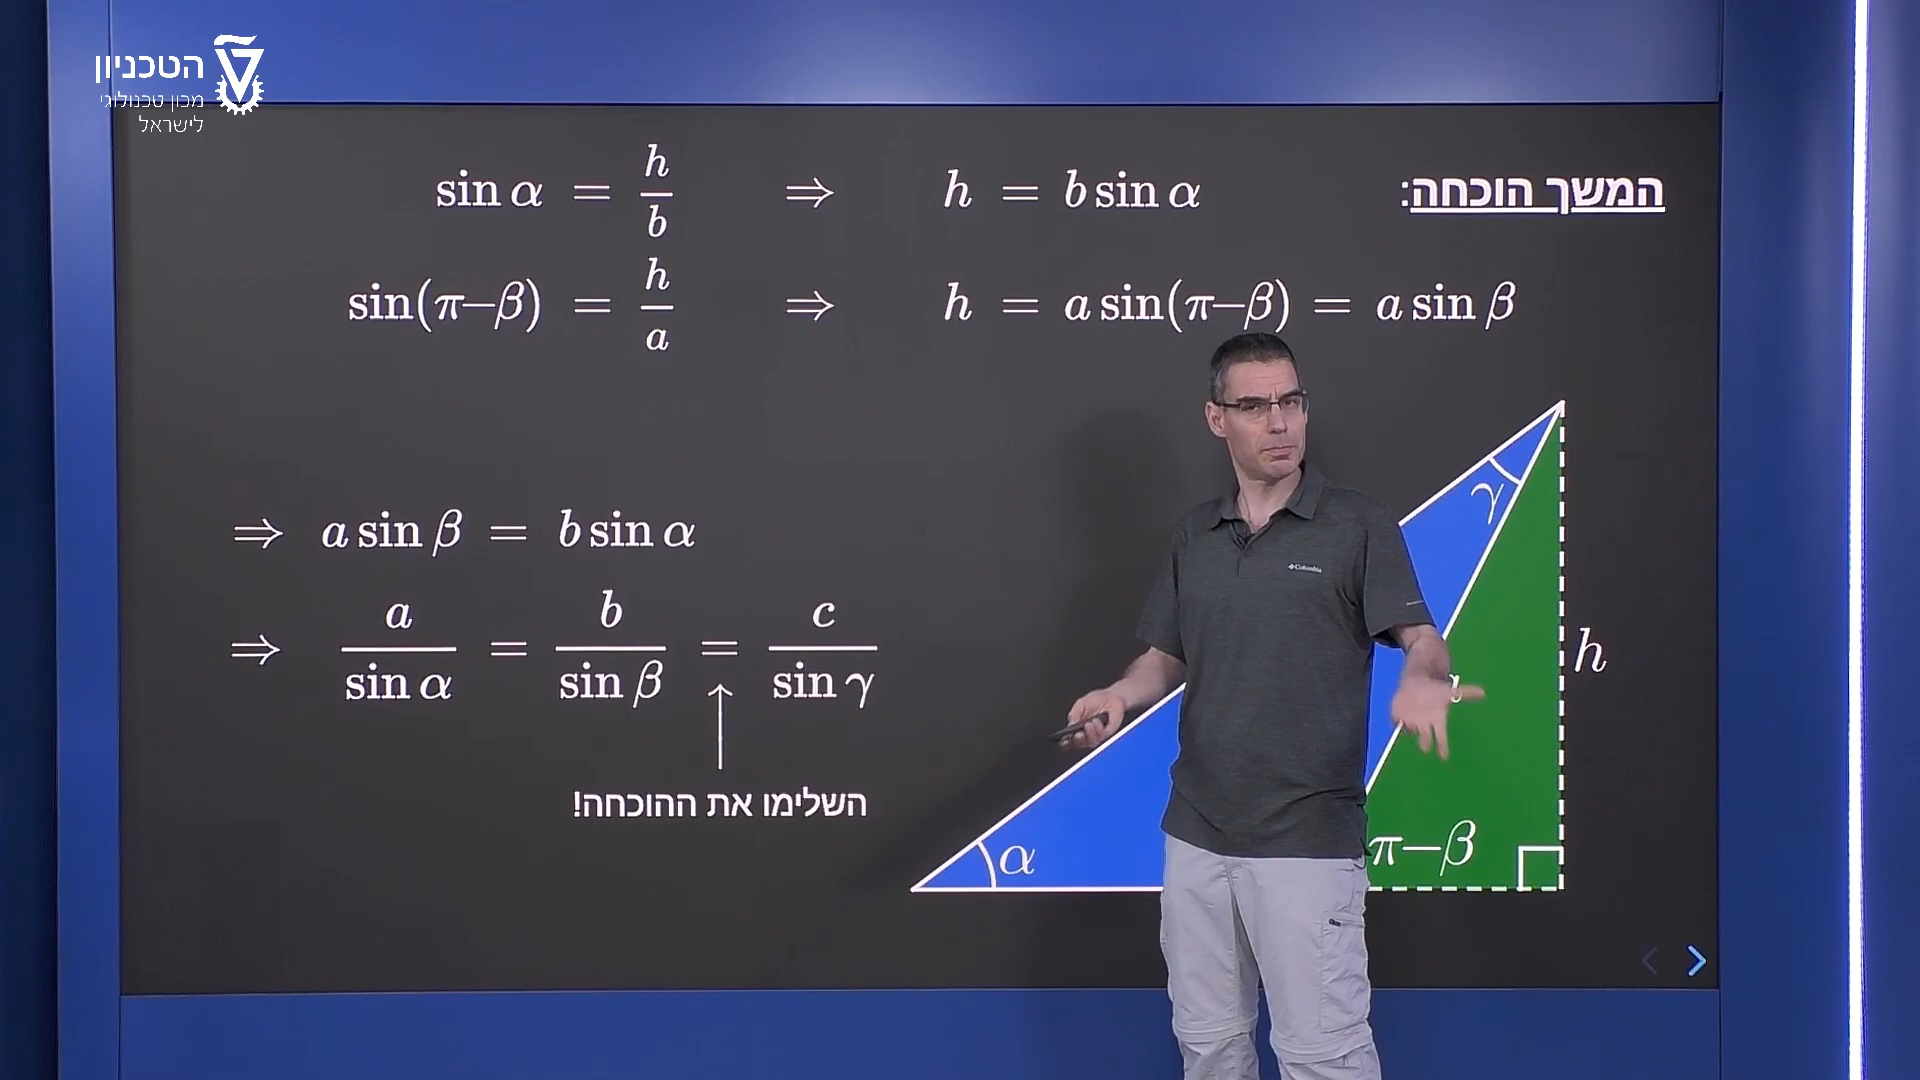 הטכניון
מכון טכנולוגי
לישראל
המשך הוכחה:
sin α = h/b ⇒ h = b sin α
sin(π–β) = h/a ⇒ h = a sin(π–β) = a sin β
⇒ a sin β = b sin α
⇒ a/sin α = b/sin β = c/sin γ
השלימו את ההוכחה!
γ
h
α
π–β
Columbia